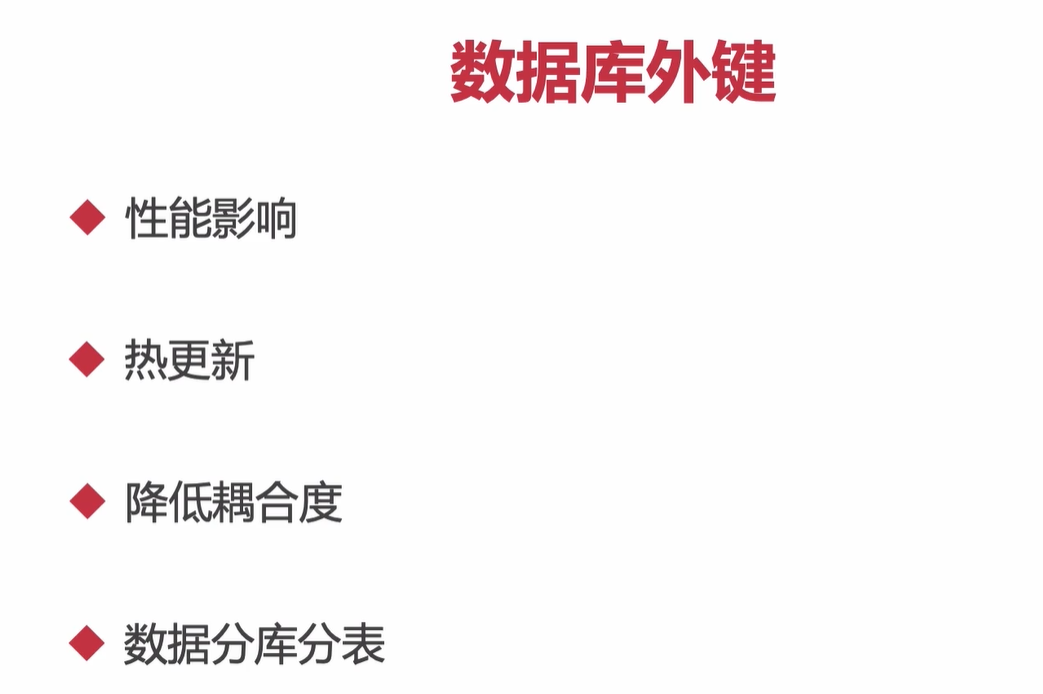 数据库外键
性能影响
热更新
降低耦合度
数据分库分表